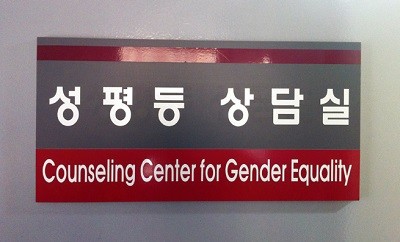 성평등 상담실
Counseling Center for Gender Equality